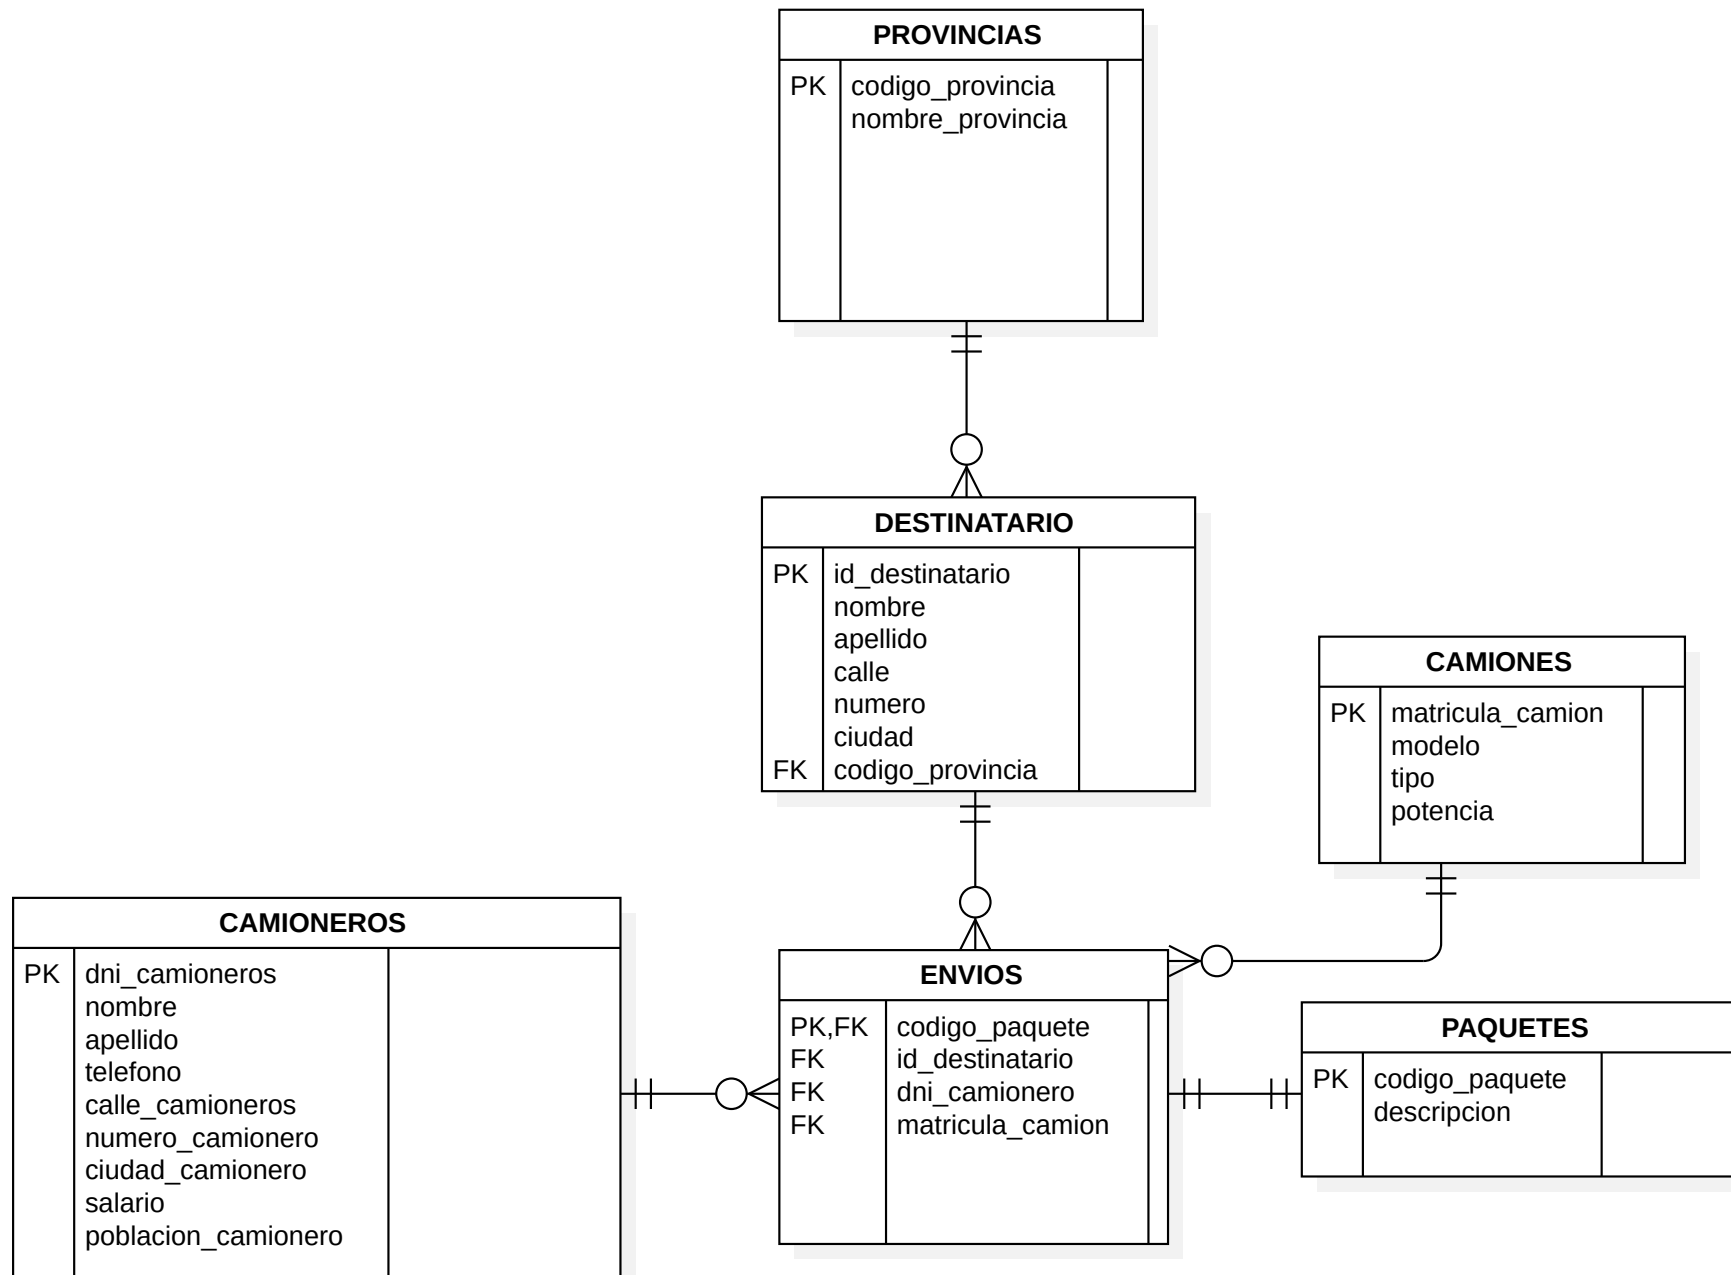 PROVINCIAS
PK codigo_provincia
nombre_provincia
DESTINATARIO
PK id_destinatario
nombre
apellido
calle
numero
ciudad
FK codigo_provincia
CAMIONES
PK matricula_camion
modelo
tipo
potencia
CAMIONEROS
PK dni_camioneros
nombre
apellido
telefono
calle_camioneros
numero_camionero
ciudad_camionero
salario
poblacion_camionero
ENVIOS
PK,FK codigo_paquete
FK id_destinatario
FK dni_camionero
FK matricula_camion
PAQUETES
PK codigo_paquete
descripcion